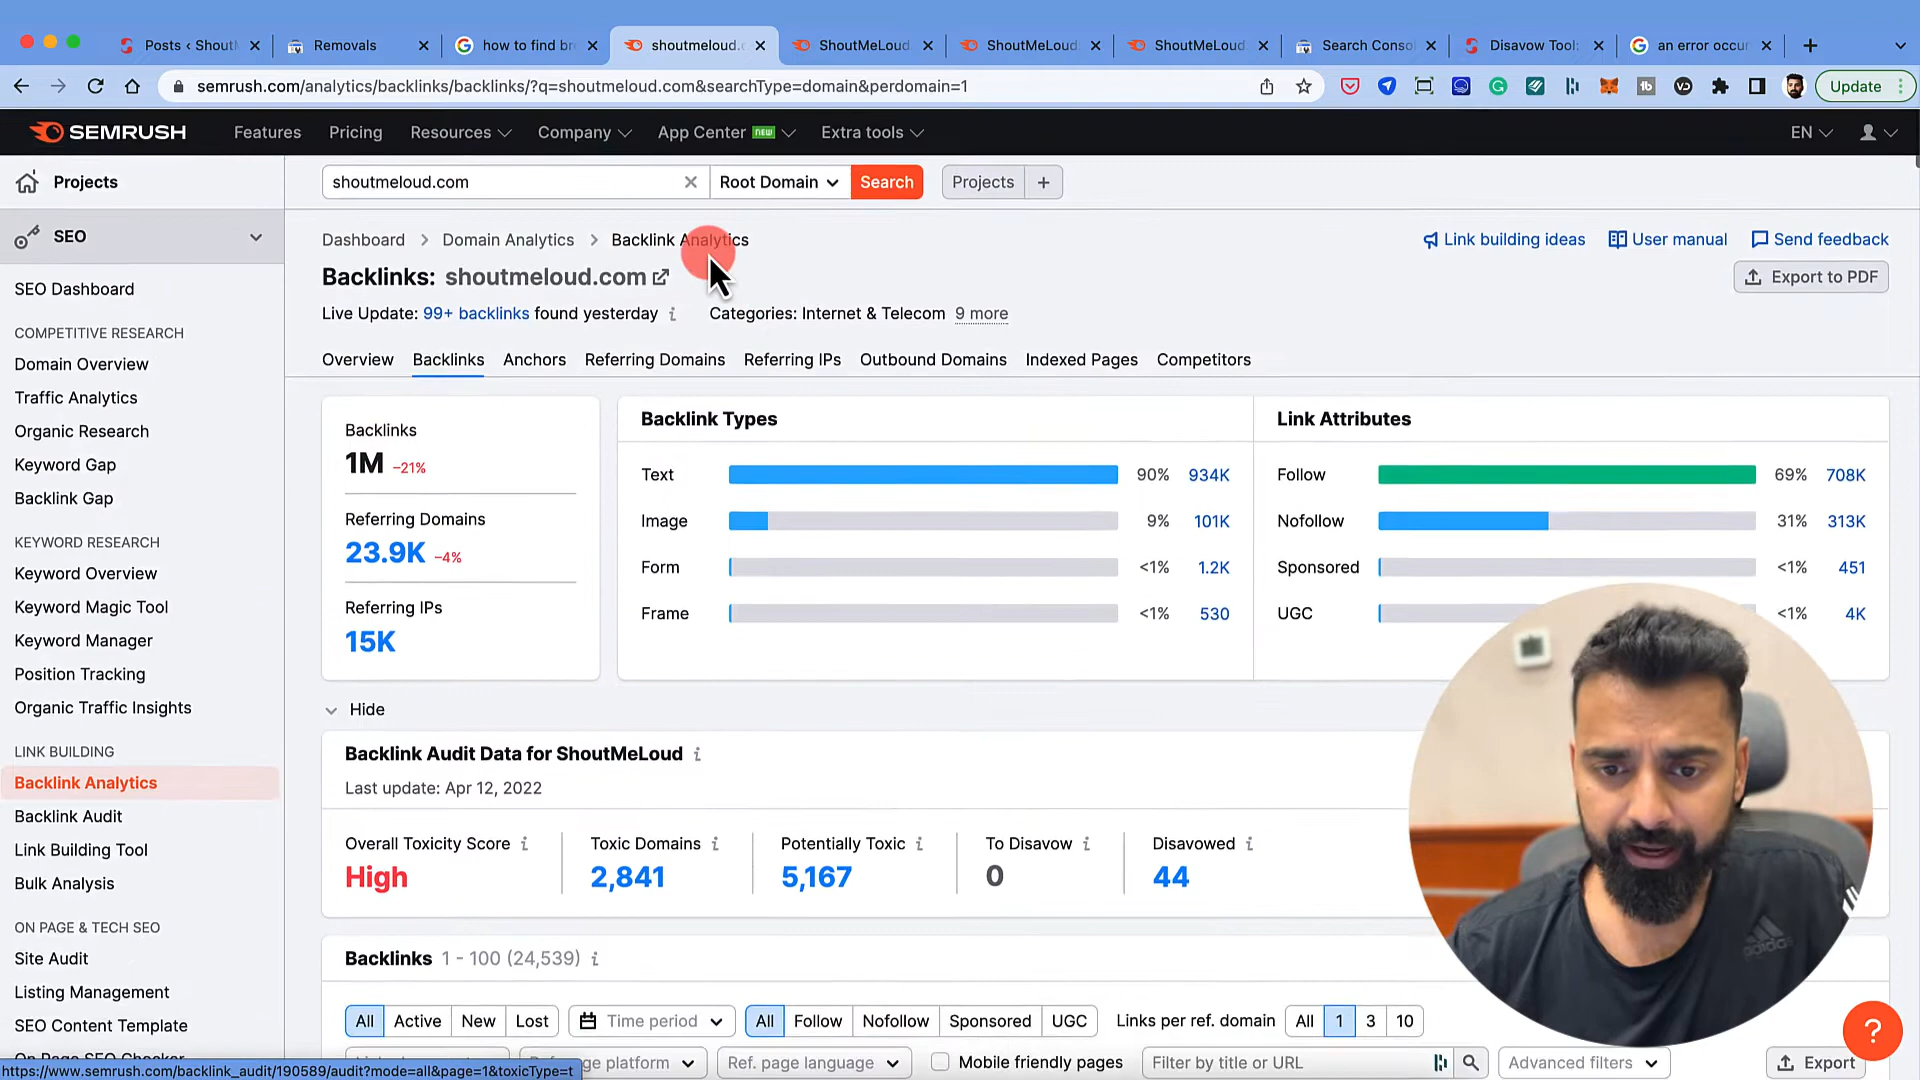 Posts ‹ Shout
Removals
how to find br
shoutmeloud.c
ShoutMeLoud
ShoutMeLoud
ShoutMeLoud
Search Conso
Disavow Tool:
an error occur
semrush.com/analytics/backlinks/backlinks/?q=shoutmeloud.com&searchType=domain&perdomain=1
Update
SEMRUSH
Features
Pricing
Resources
Company
App Center NEW
Extra tools
EN
Projects
SEO
SEO Dashboard
COMPETITIVE RESEARCH
Domain Overview
Traffic Analytics
Organic Research
Keyword Gap
Backlink Gap
KEYWORD RESEARCH
Keyword Overview
Keyword Magic Tool
Keyword Manager
Position Tracking
Organic Traffic Insights
LINK BUILDING
Backlink Analytics
Backlink Audit
Link Building Tool
Bulk Analysis
ON PAGE & TECH SEO
Site Audit
Listing Management
SEO Content Template
shoutmeloud.com
Root Domain
Search
Projects +
Dashboard > Domain Analytics > Backlink Analytics
Link building ideas
User manual
Send feedback
Backlinks: shoutmeloud.com
Export to PDF
Live Update: 99+ backlinks found yesterday
Categories: Internet & Telecom 9 more
Overview
Backlinks
Anchors
Referring Domains
Referring IPs
Outbound Domains
Indexed Pages
Competitors
Backlinks
1M -21%
Referring Domains
23.9K -4%
Referring IPs
15K
Backlink Types
Text 90% 934K
Image 9% 101K
Form <1% 1.2K
Frame <1% 530
Link Attributes
Follow 69% 708K
Nofollow 31% 313K
Sponsored <1% 451
UGC <1% 4K
Hide
Backlink Audit Data for ShoutMeLoud
Last update: Apr 12, 2022
Overall Toxicity Score
High
Toxic Domains
2,841
Potentially Toxic
5,167
To Disavow
0
Disavowed
44
Backlinks 1 - 100 (24,539)
All Active New Lost
Time period
All Follow Nofollow Sponsored UGC
Links per ref. domain All 1 3 10
ge platform
Ref. page language
Mobile friendly pages
Filter by title or URL
Advanced filters
Export
https://www.semrush.com/backlink_audit/190589/audit?mode=all&page=1&toxicType=t
adidas
?